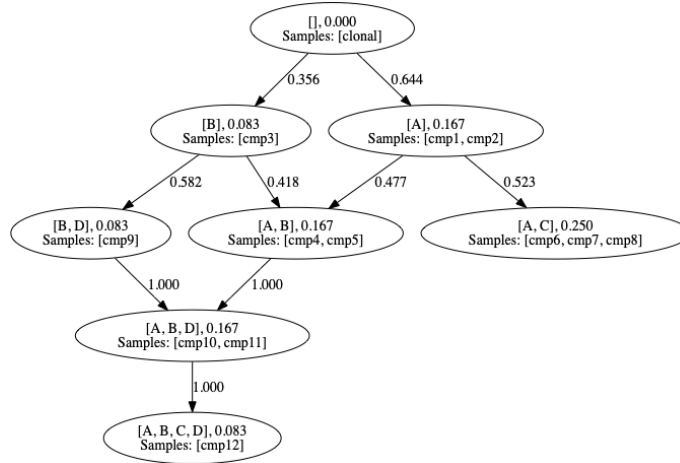 [], 0.000
Samples: [clonal]
0.356
0.644
[B], 0.083
Samples: [cmp3]
[A], 0.167
Samples: [cmp1, cmp2]
0.582
0.418
0.477
0.523
[B, D], 0.083
Samples: [cmp9]
[A, B], 0.167
Samples: [cmp4, cmp5]
[A, C], 0.250
Samples: [cmp6, cmp7, cmp8]
1.000
1.000
[A, B, D], 0.167
Samples: [cmp10, cmp11]
1.000
[A, B, C, D], 0.083
Samples: [cmp12]